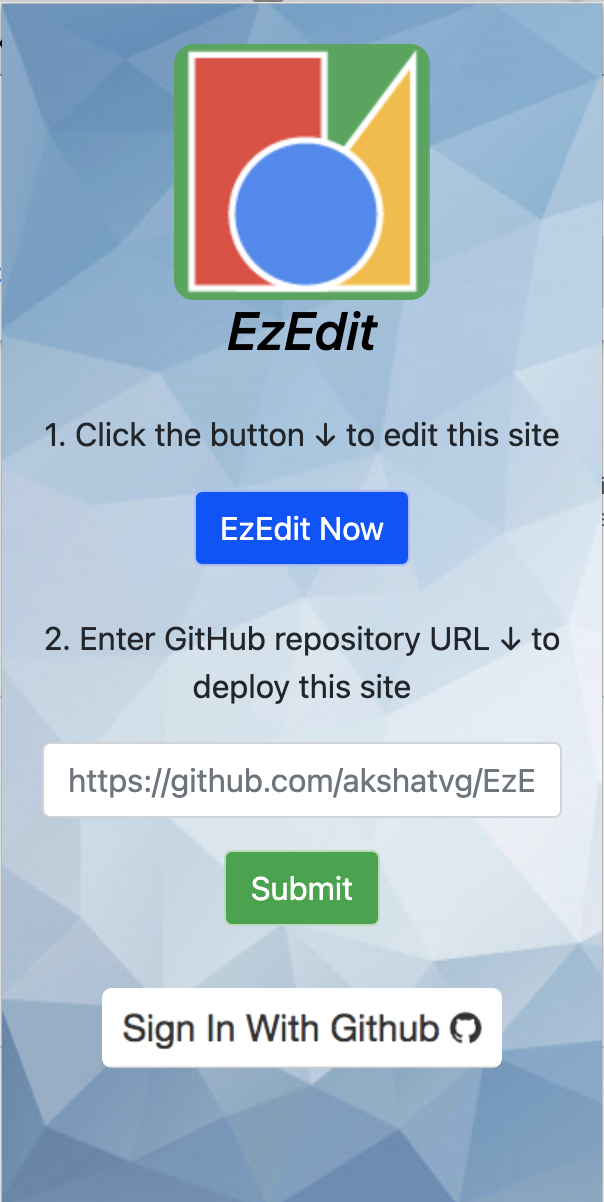 EzEdit
1. Click the button ↓ to edit this site
EzEdit Now
2. Enter GitHub repository URL ↓ to
deploy this site
https://github.com/akshatvg/EzE
Submit
Sign In With Github